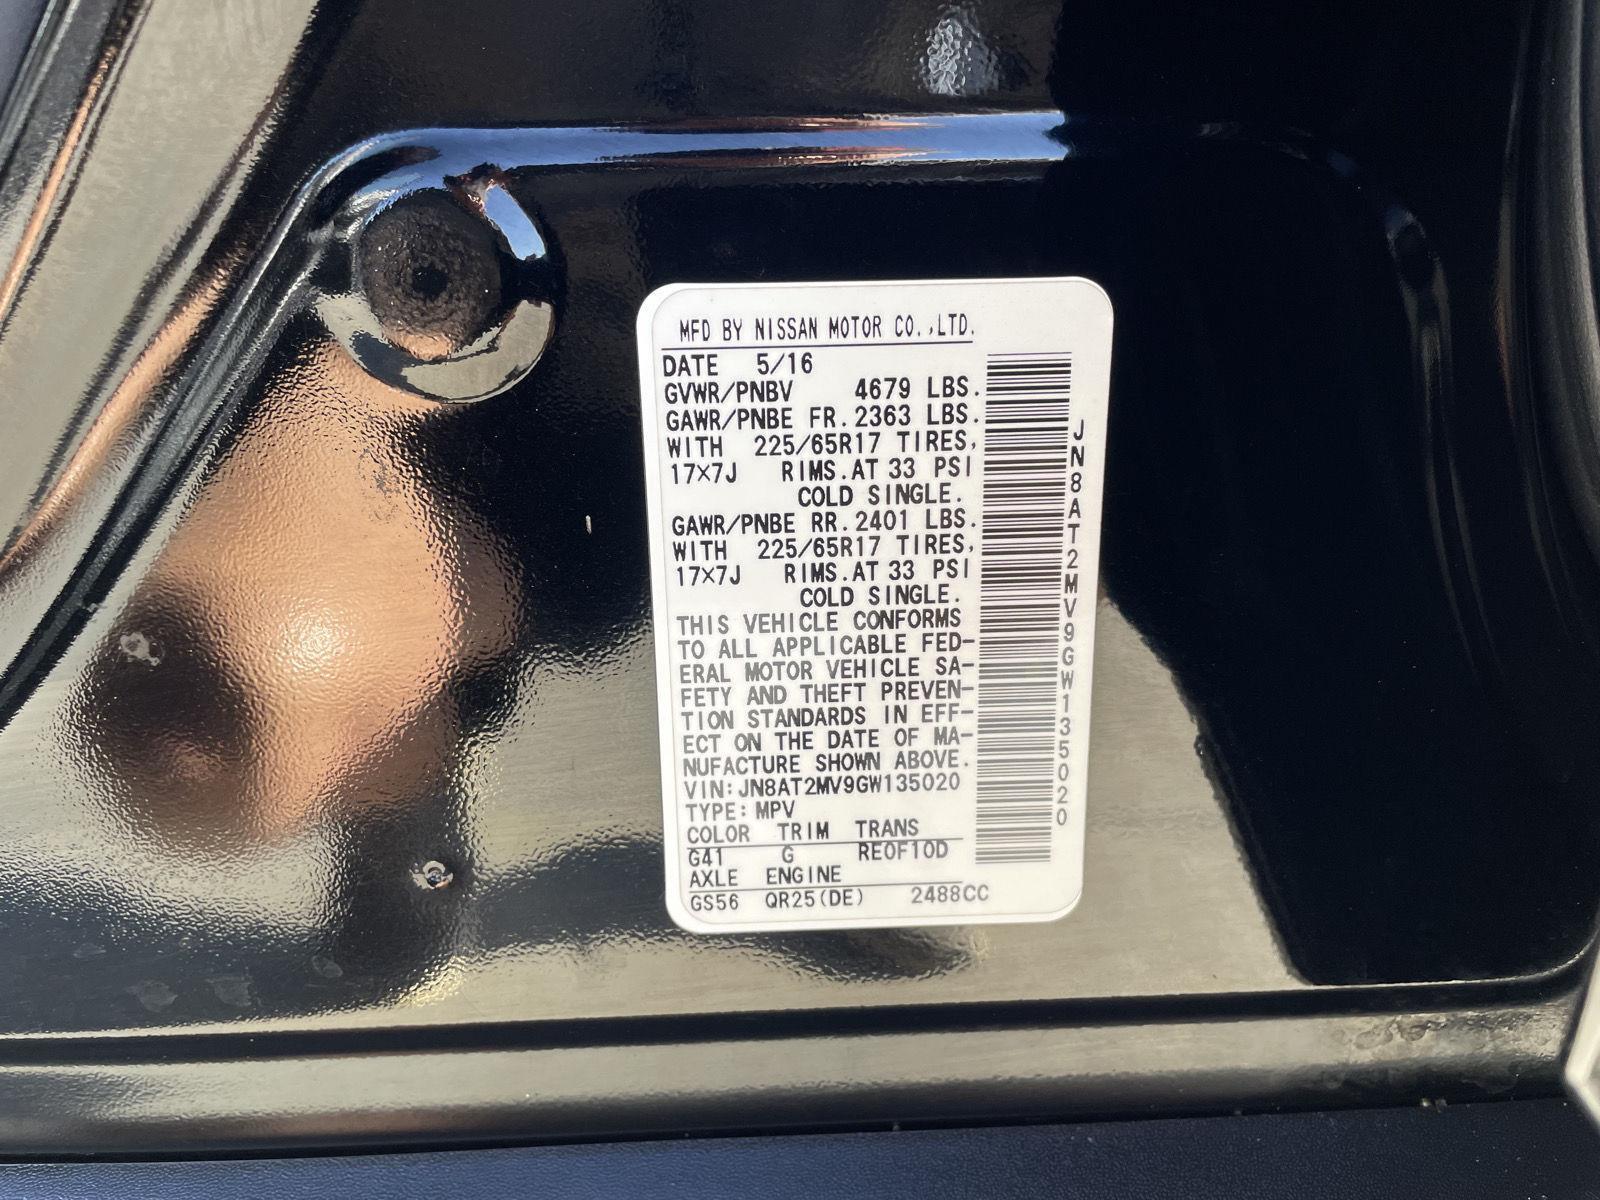 MFD BY NISSAN MOTOR CO.,LTD.
DATE 5/16
GVWR/PNBV 4679 LBS.
GAWR/PNBE FR.2363 LBS.
WITH 225/65R17 TIRES,
17×7J RIMS.AT 33 PSI
COLD SINGLE.
GAWR/PNBE RR.2401 LBS.
WITH 225/65R17 TIRES,
17×7J RIMS.AT 33 PSI
COLD SINGLE.
THIS VEHICLE CONFORMS
TO ALL APPLICABLE FED-
ERAL MOTOR VEHICLE SA-
FETY AND THEFT PREVEN-
TION STANDARDS IN EFF-
ECT ON THE DATE OF MA-
NUFACTURE SHOWN ABOVE.
VIN:JN8AT2MV9GW135020
TYPE:MPV
COLOR TRIM TRANS
G41 G RE0F10D
AXLE ENGINE
GS56 QR25(DE) 2488CC
JN8AT2MV9GW135020